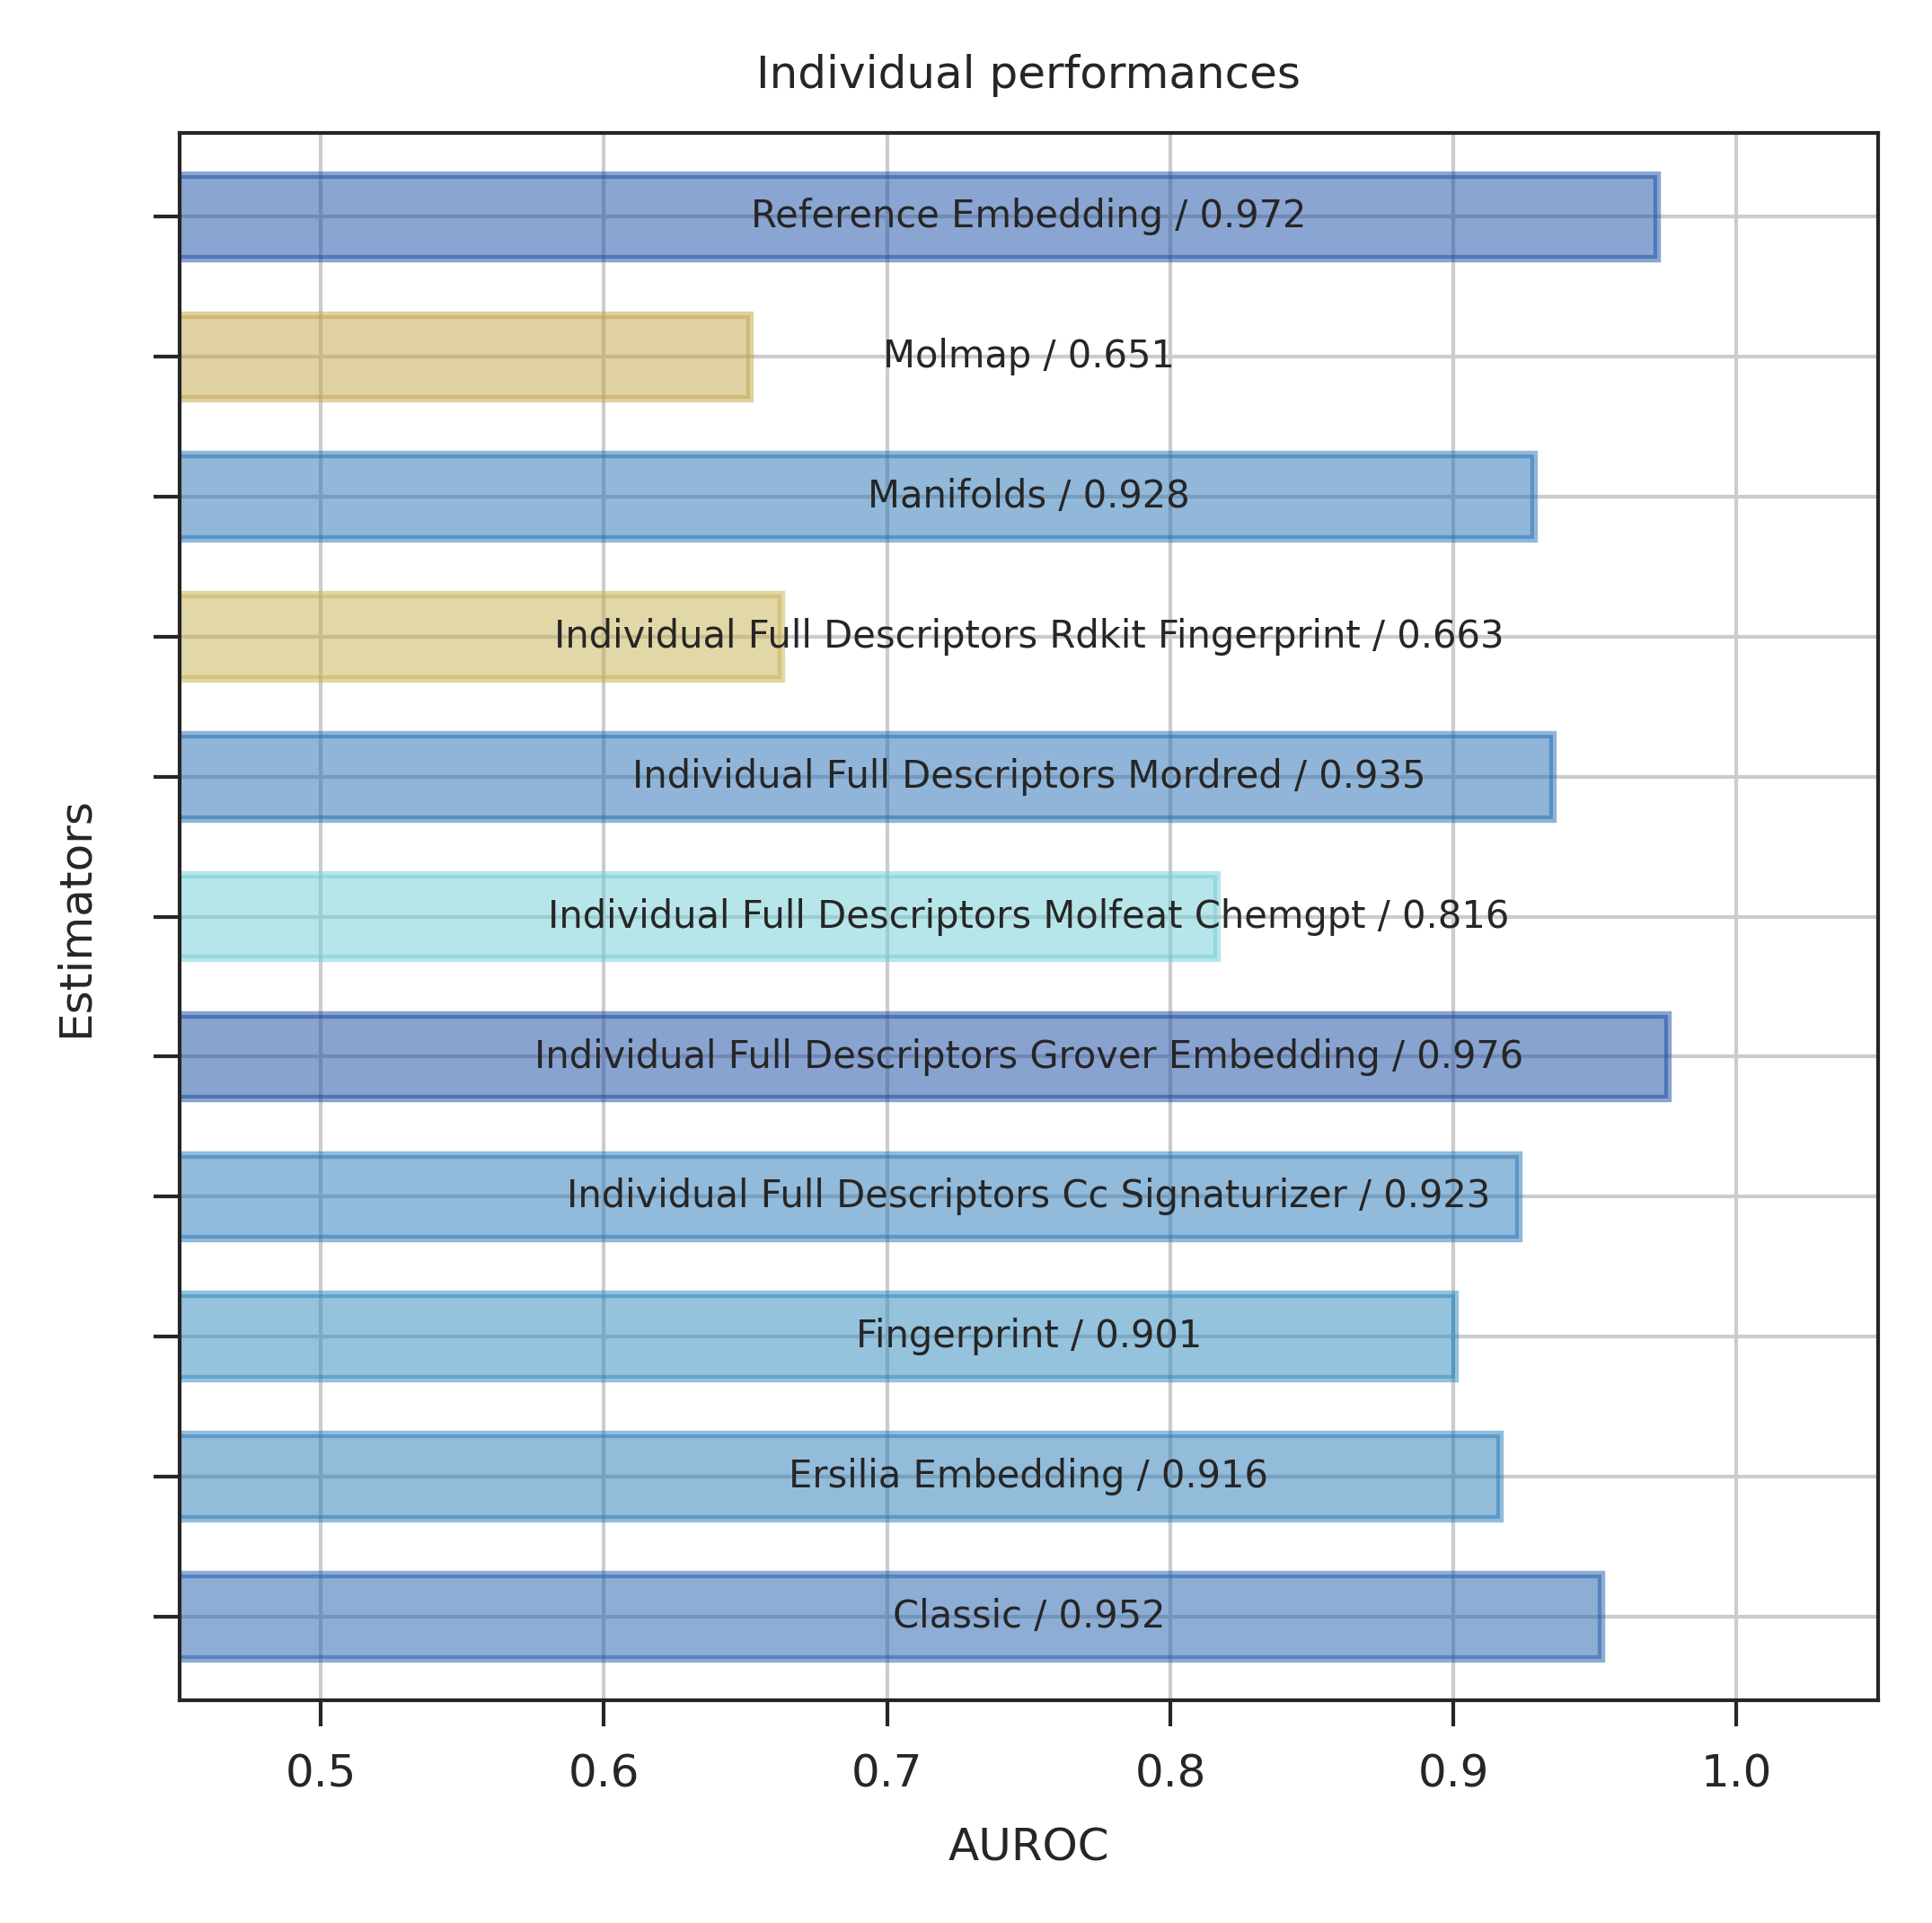 Individual performances
Reference Embedding / 0.972
Molmap / 0.651
Manifolds / 0.928
Individual Full Descriptors Rdkit Fingerprint / 0.663
Individual Full Descriptors Mordred / 0.935
Individual Full Descriptors Molfeat Chemgpt / 0.816
Individual Full Descriptors Grover Embedding / 0.976
Individual Full Descriptors Cc Signaturizer / 0.923
Fingerprint / 0.901
Ersilia Embedding / 0.916
Classic / 0.952
Estimators
0.5 0.6 0.7 0.8 0.9 1.0
AUROC